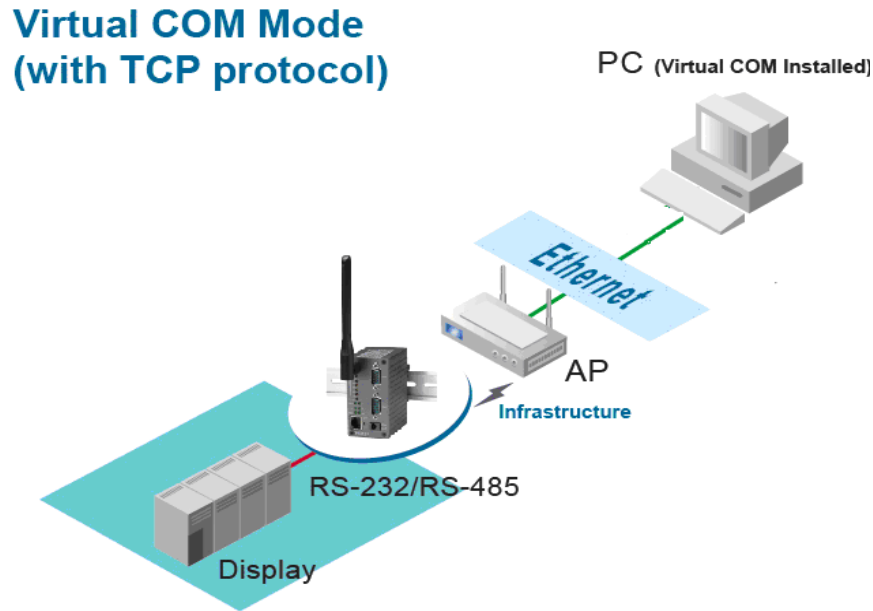 Virtual COM Mode
(with TCP protocol)
PC (Virtual COM Installed)
Ethernet
AP
Infrastructure
RS-232/RS-485
Display